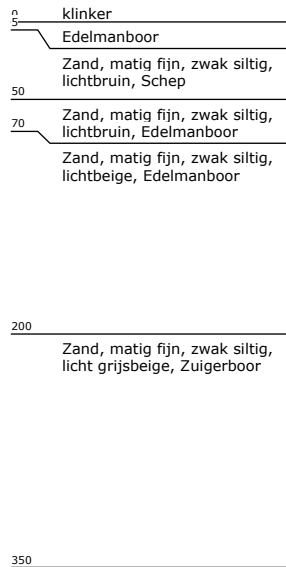 0
klinker
5
Edelmanboor
Zand, matig fijn, zwak siltig,
lichtbruin, Schep
50
Zand, matig fijn, zwak siltig,
lichtbruin, Edelmanboor
70
Zand, matig fijn, zwak siltig,
lichtbeige, Edelmanboor
200
Zand, matig fijn, zwak siltig,
licht grijsbeige, Zuigerboor
350